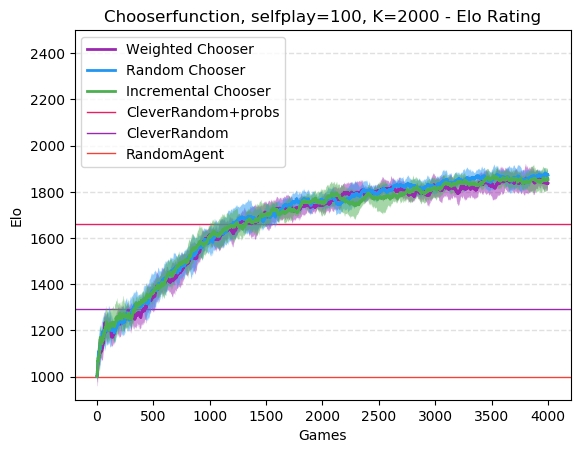 Chooserfunction, selfplay=100, K=2000 - Elo Rating
Weighted Chooser
Random Chooser
Incremental Chooser
CleverRandom+probs
CleverRandom
RandomAgent
2400
2200
2000
1800
1600
1400
1200
1000
Elo
0 500 1000 1500 2000 2500 3000 3500 4000
Games